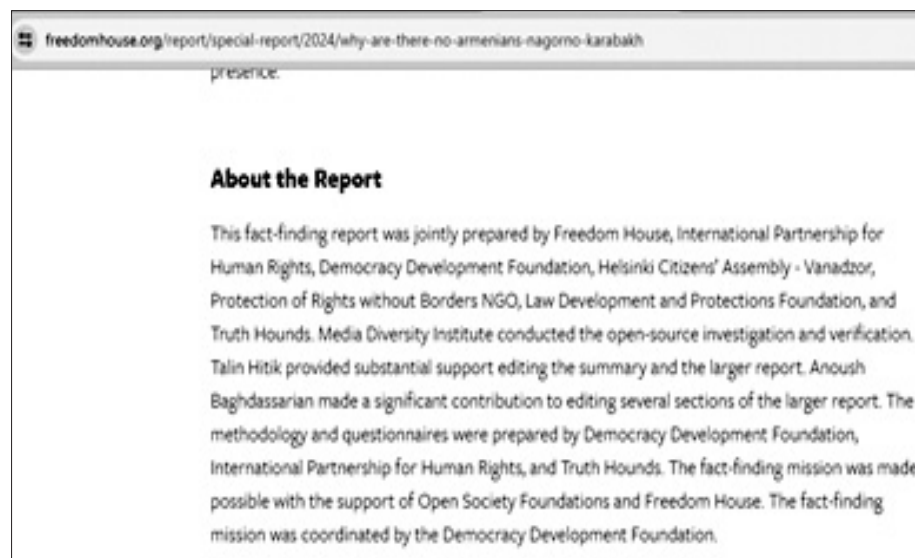 freedomhouse.org/report/special-report/2024/why-are-there-no-armenians-nagorno-karabakh
presence.
About the Report
This fact-finding report was jointly prepared by Freedom House, International Partnership for
Human Rights, Democracy Development Foundation, Helsinki Citizens' Assembly - Vanadzor,
Protection of Rights without Borders NGO, Law Development and Protections Foundation, and
Truth Hounds. Media Diversity Institute conducted the open-source investigation and verification.
Talin Hitik provided substantial support editing the summary and the larger report. Anoush
Baghdassarian made a significant contribution to editing several sections of the larger report. The
methodology and questionnaires were prepared by Democracy Development Foundation,
International Partnership for Human Rights, and Truth Hounds. The fact-finding mission was made
possible with the support of Open Society Foundations and Freedom House. The fact-finding
mission was coordinated by the Democracy Development Foundation.